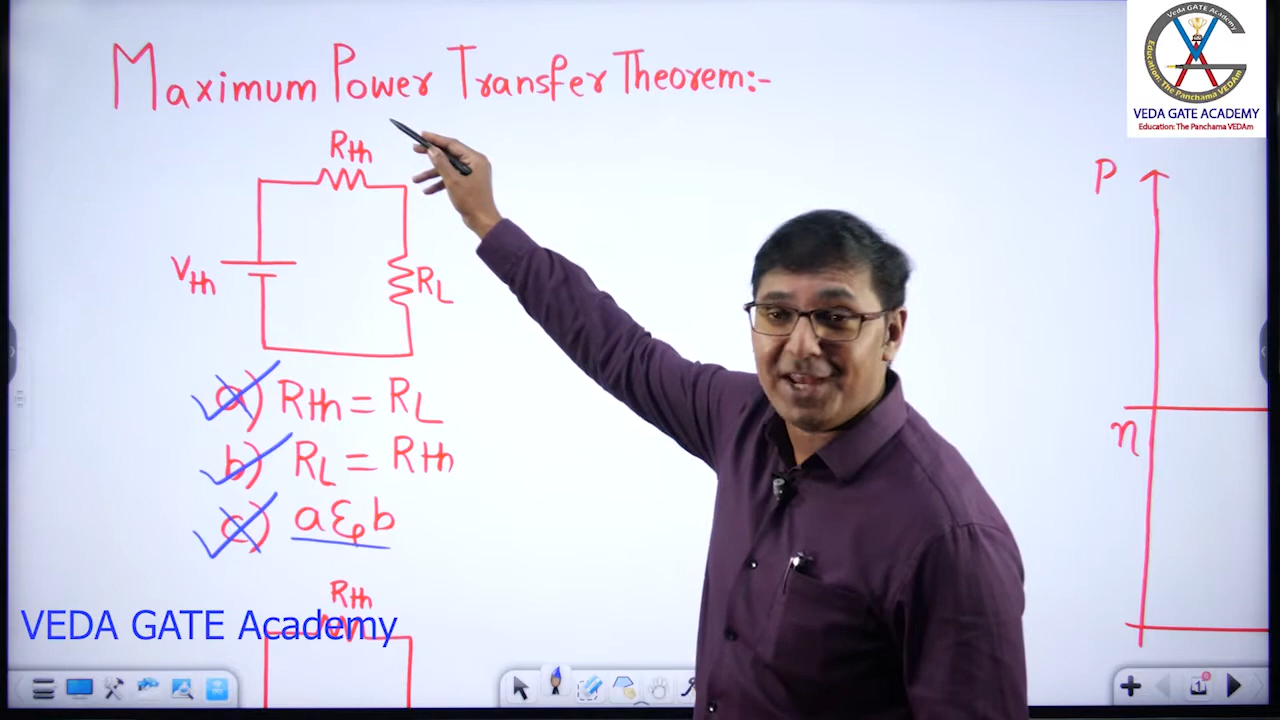 Maximum Power Transfer Theorem:-
Rth
Vth
RL
a) Rth = RL
b) RL = Rth
c) a & b
Rth
VEDA GATE Academy
P
η
Veda GATE Academy
Education: The Panchama VEDAm
VEDA GATE ACADEMY
Education: The Panchama VEDAm
1